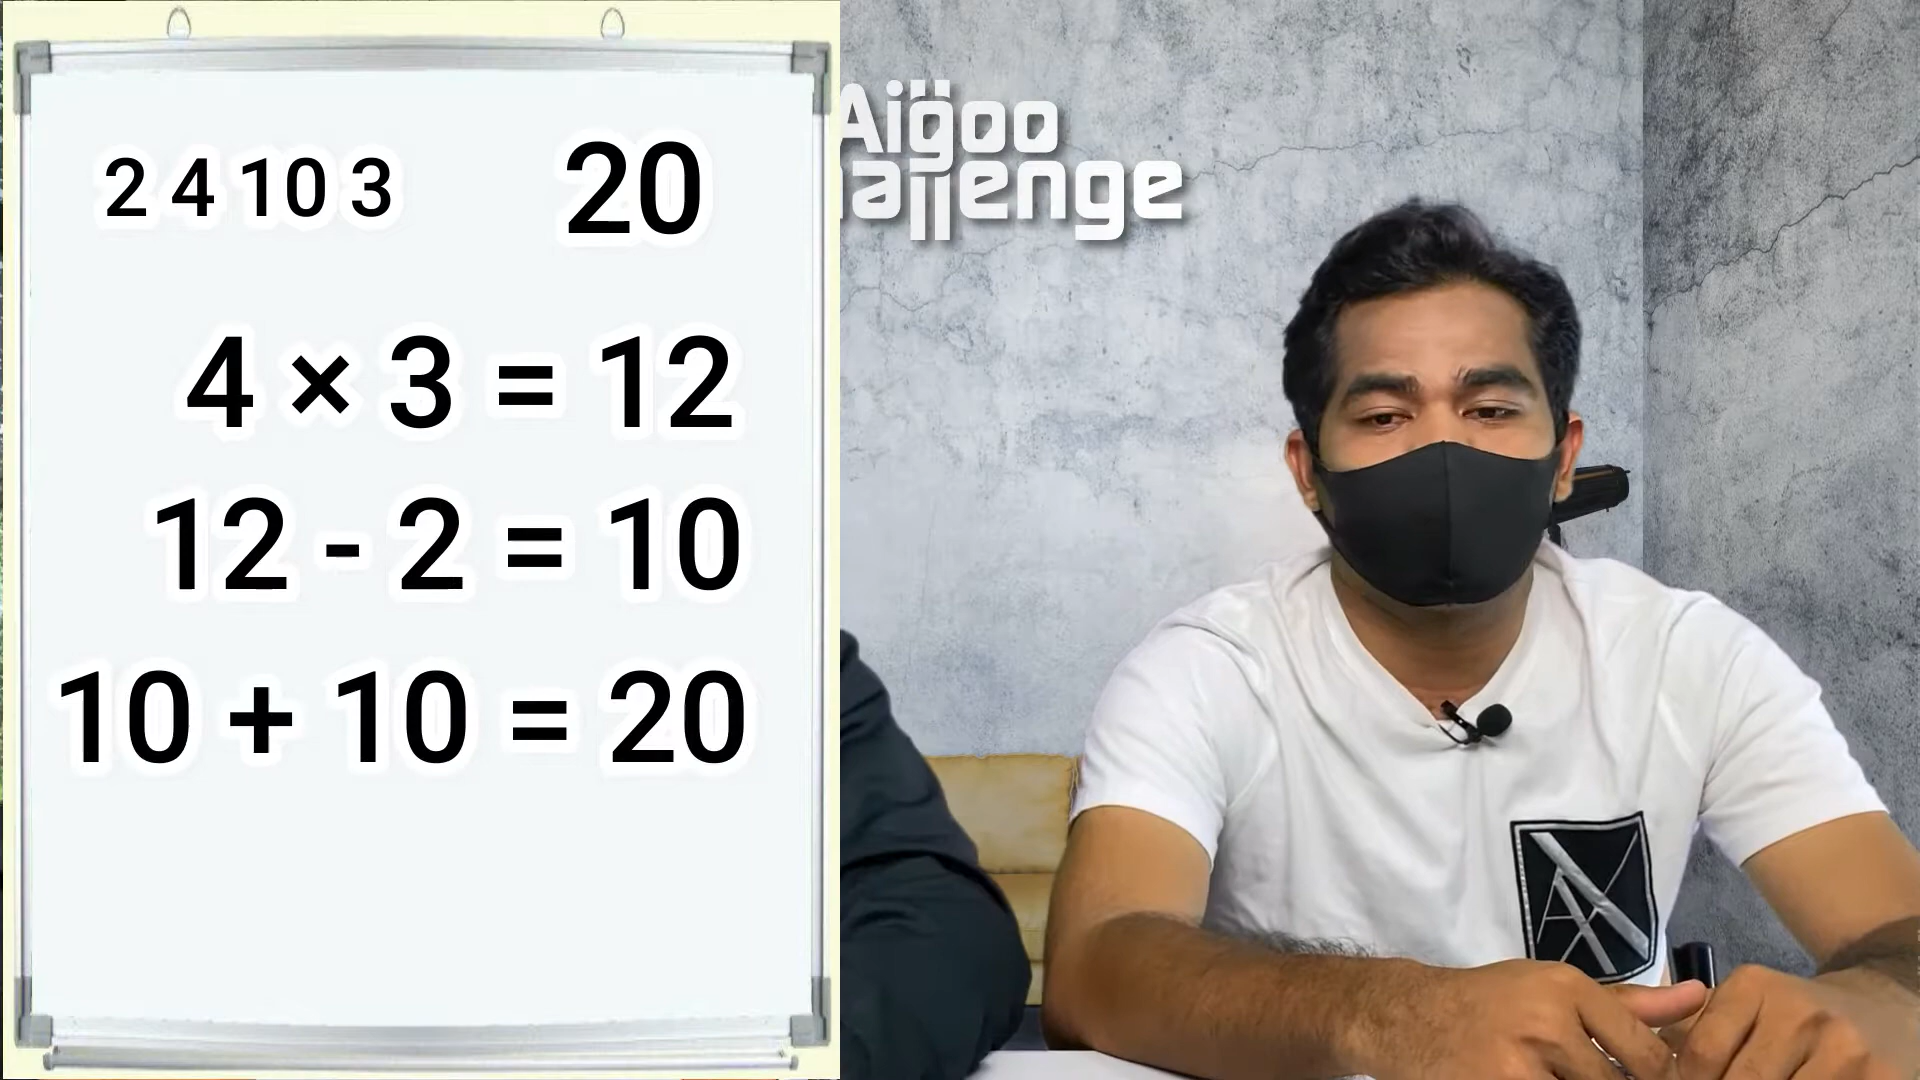 2 4 10 3
20
4 × 3 = 12
12 - 2 = 10
10 + 10 = 20
Aigoo
allenge